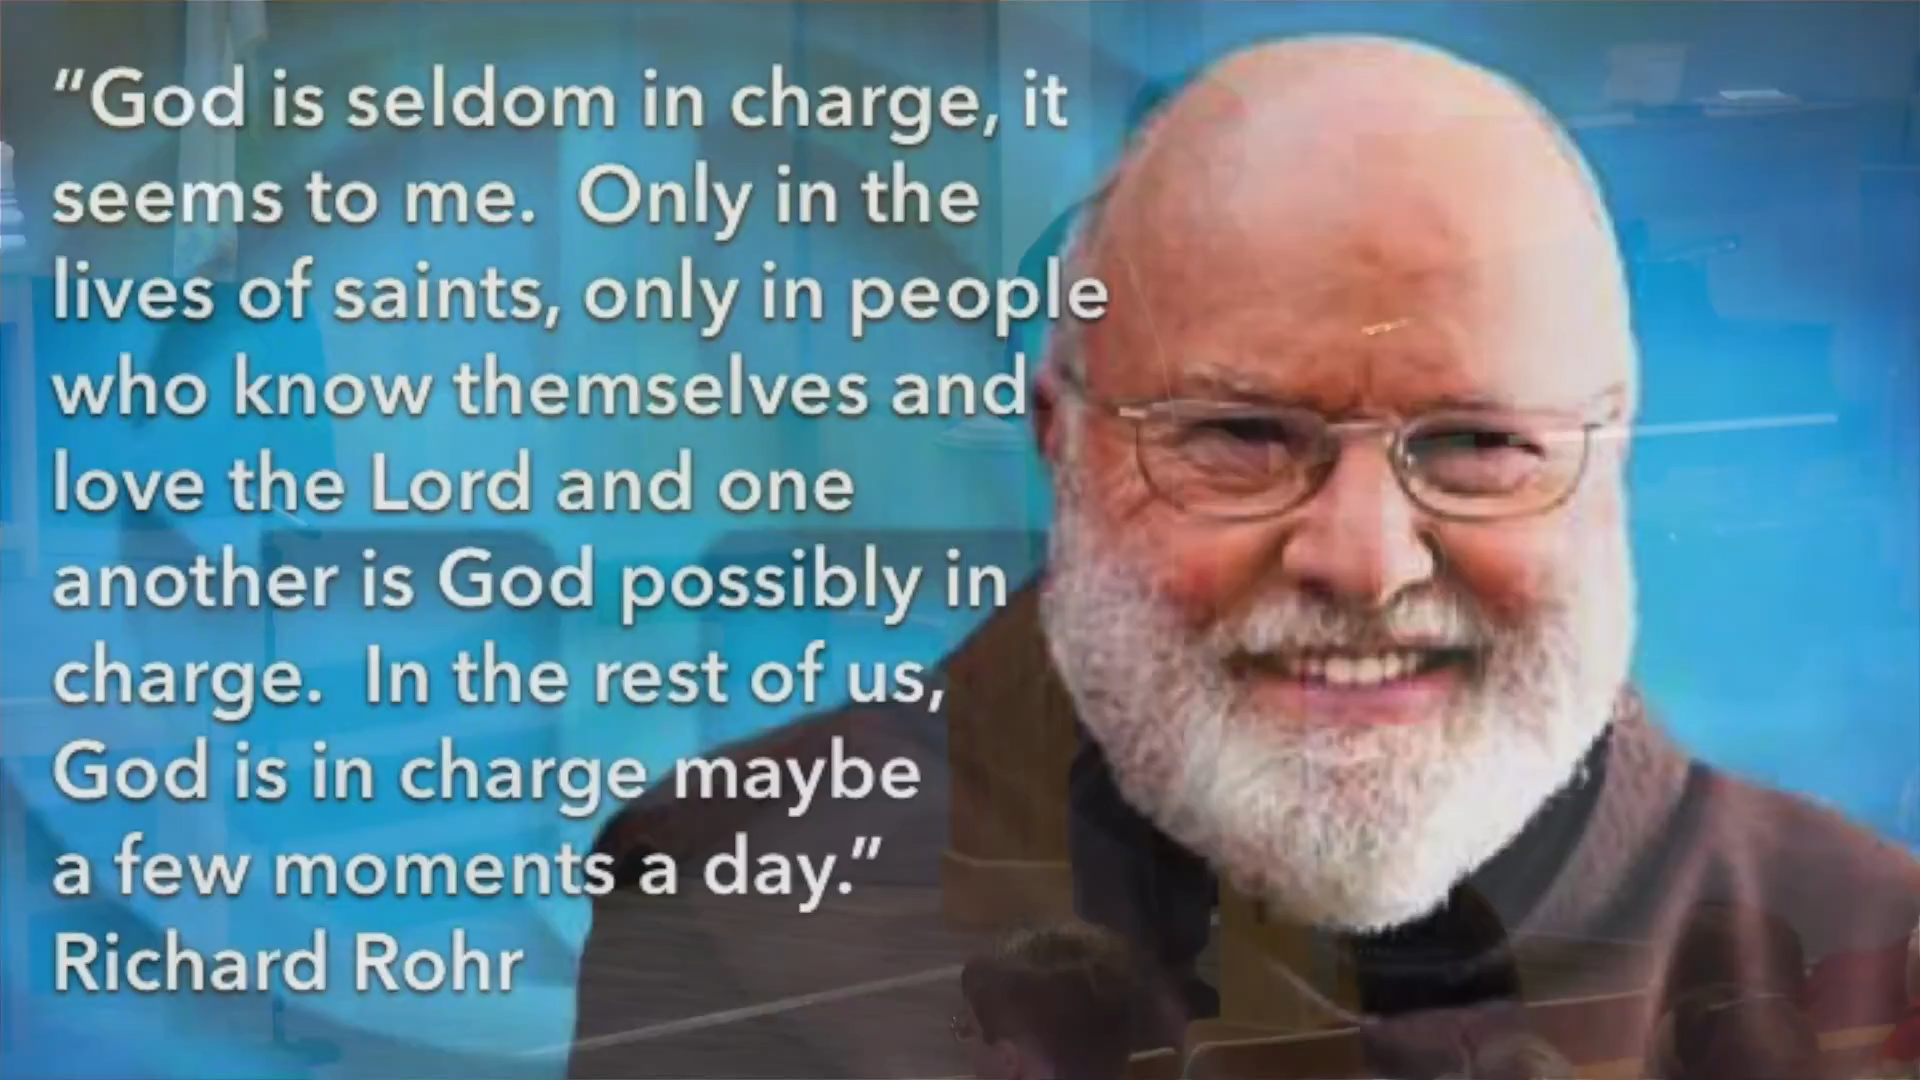 “God is seldom in charge, it
seems to me. Only in the
lives of saints, only in people
who know themselves and
love the Lord and one
another is God possibly in
charge. In the rest of us,
God is in charge maybe
a few moments a day.”
Richard Rohr